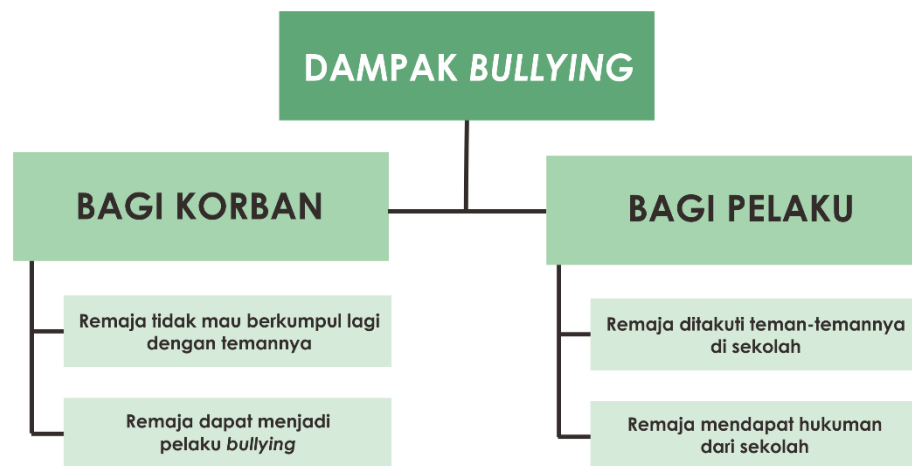 DAMPAK BULLYING
BAGI KORBAN
Remaja tidak mau berkumpul lagi
dengan temannya
Remaja dapat menjadi
pelaku bullying
BAGI PELAKU
Remaja ditakuti teman-temannya
di sekolah
Remaja mendapat hukuman
dari sekolah